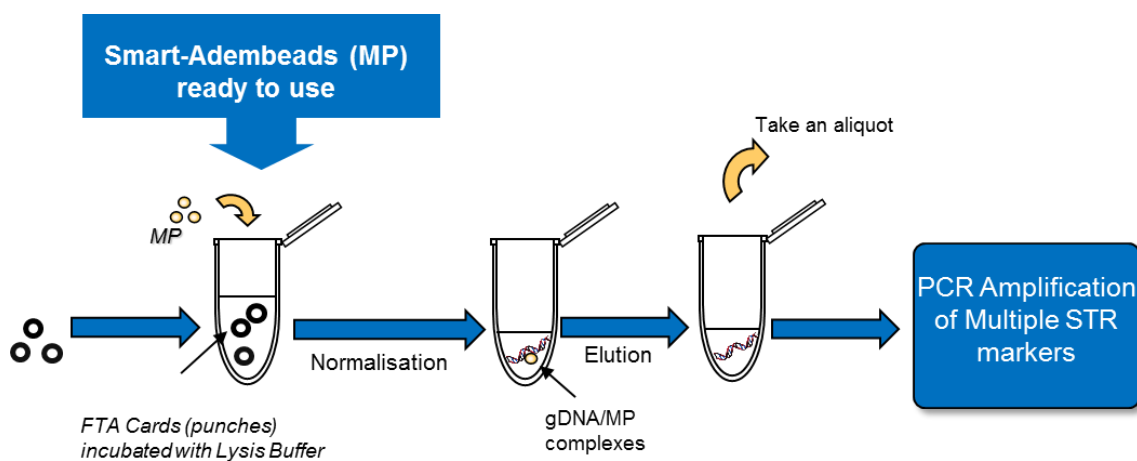 Smart-Adembeads (MP)
ready to use
Take an aliquot
MP
Normalisation
Elution
PCR Amplification
of Multiple STR
markers
gDNA/MP
complexes
FTA Cards (punches)
incubated with Lysis Buffer